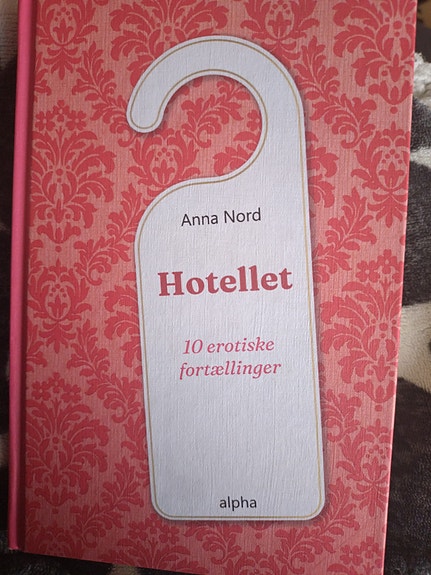 Anna Nord
Hotellet
10 erotiske
fortællinger
alpha